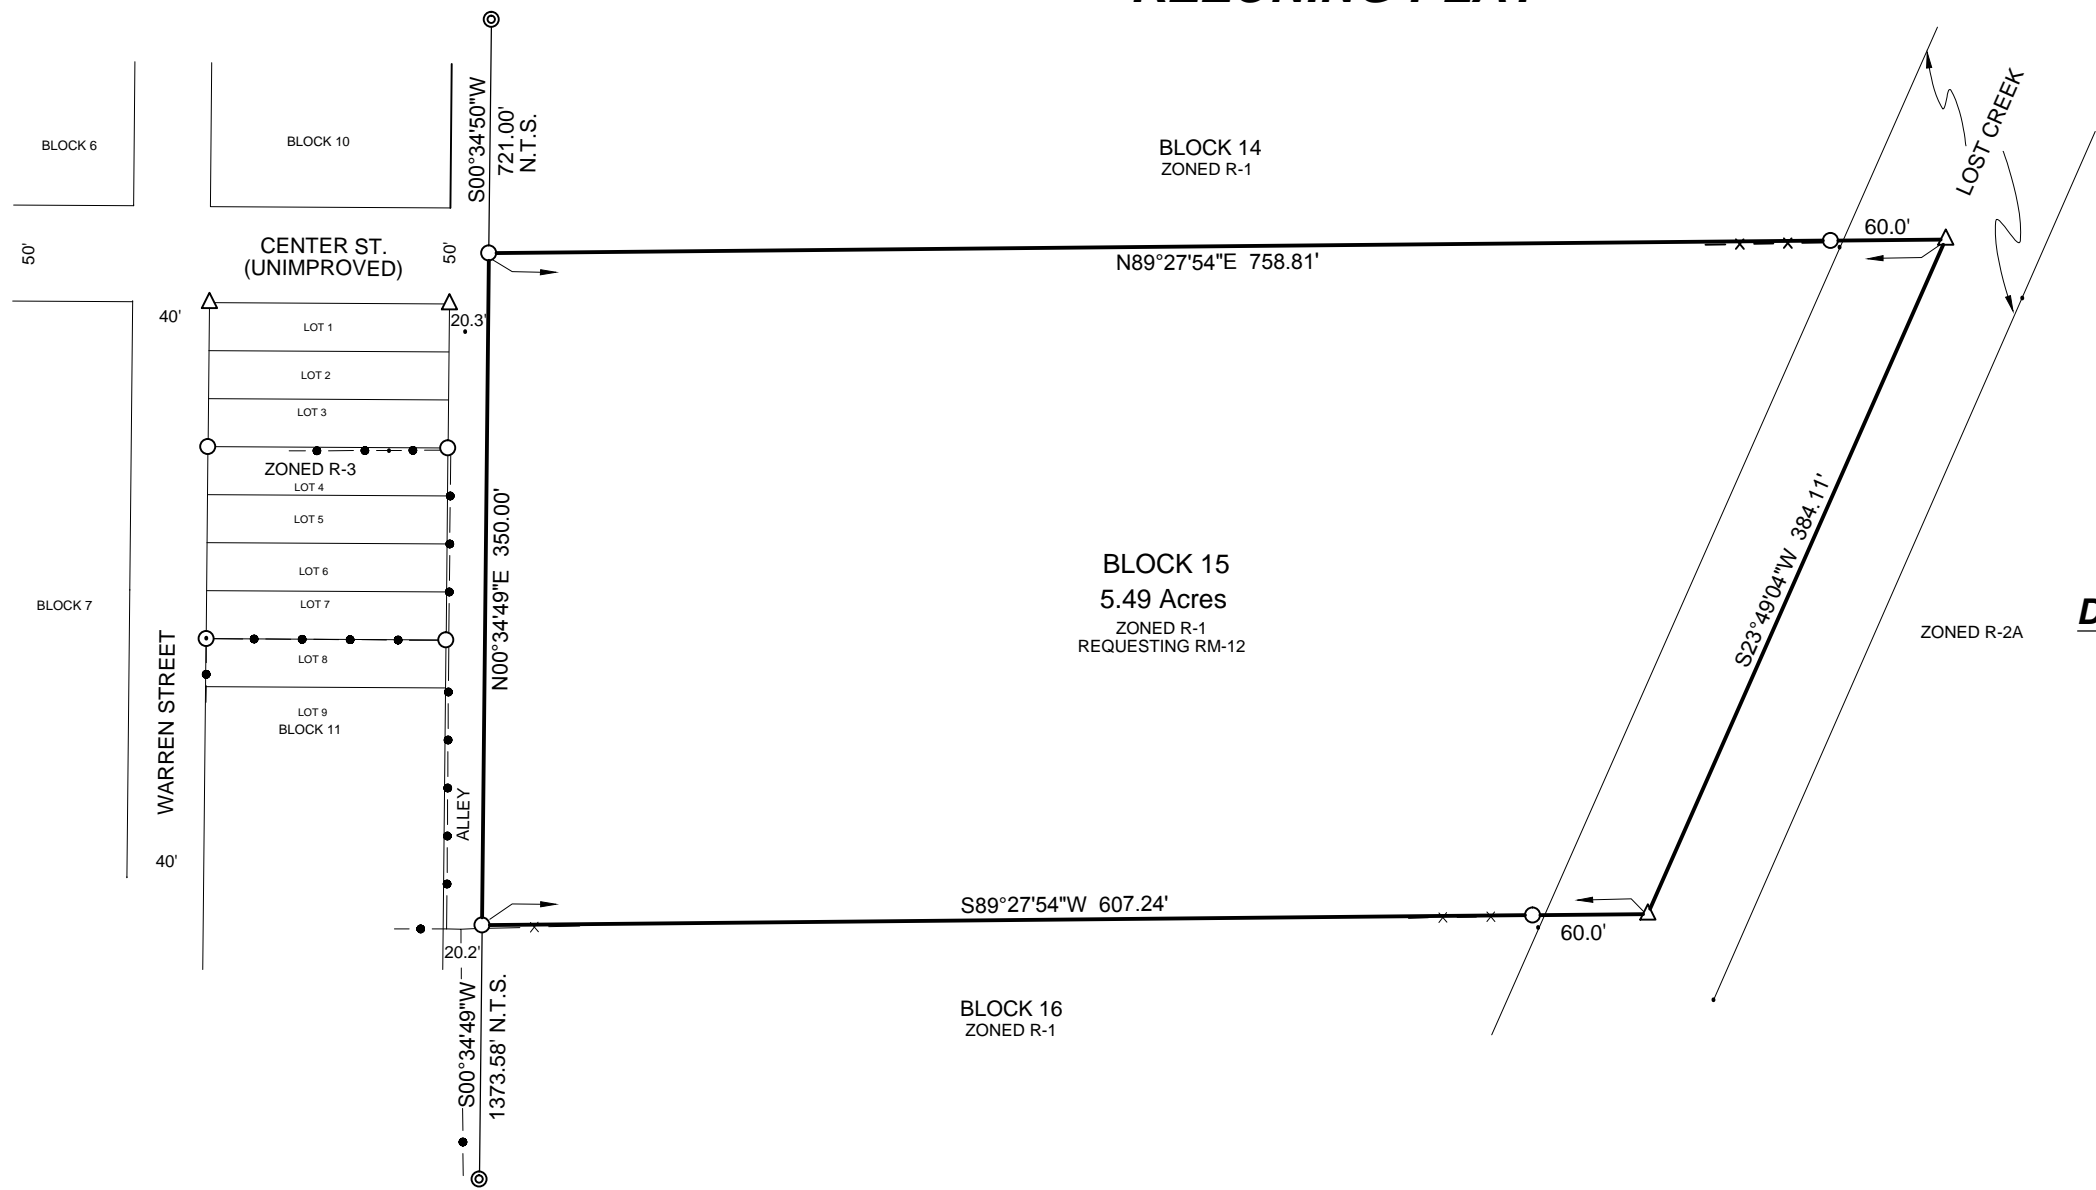 BLOCK 6
BLOCK 10
S00°34'50"W
721.00'
N.T.S.
BLOCK 14
ZONED R-1
LOST CREEK
50'
CENTER ST.
(UNIMPROVED)
50'
N89°27'54"E 758.81'
60.0'
40'
LOT 1
20.3'
LOT 2
LOT 3
ZONED R-3
LOT 4
LOT 5
LOT 6
LOT 7
LOT 8
LOT 9
BLOCK 11
BLOCK 7
WARREN STREET
40'
ALLEY
N00°34'49"E 350.00'
BLOCK 15
5.49 Acres
ZONED R-1
REQUESTING RM-12
S23°49'04"W 384.11'
ZONED R-2A
S89°27'54"W 607.24'
60.0'
20.2'
S00°34'49"W
1373.58' N.T.S.
BLOCK 16
ZONED R-1